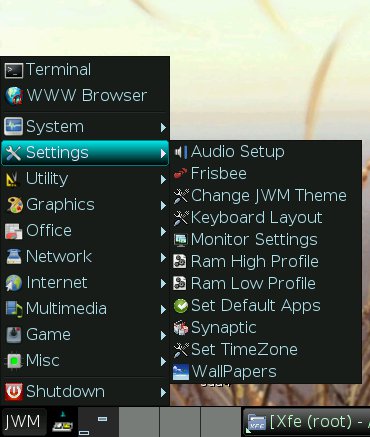 Terminal
WWW Browser
System
Settings
Utility
Graphics
Office
Network
Internet
Multimedia
Game
Misc
Shutdown
Audio Setup
Frisbee
Change JWM Theme
Keyboard Layout
Monitor Settings
Ram High Profile
Ram Low Profile
Set Default Apps
Synaptic
Set TimeZone
WallPapers
JWM
XFE
[Xfe (root) -